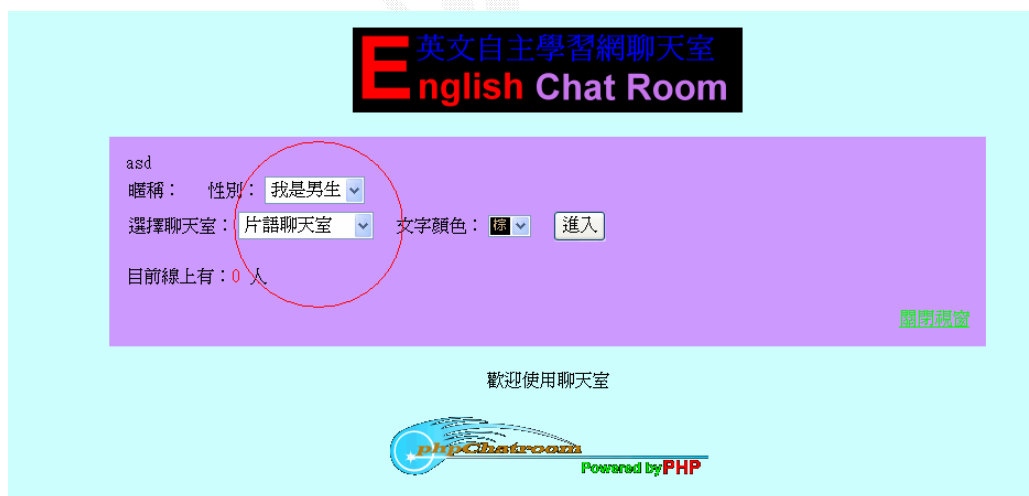 英文自主學習網聊天室
English Chat Room
asd
暱稱： 性別： 我是男生
選擇聊天室： 片語聊天室 文字顏色： 棕 進入
目前線上有：0 人
關閉視窗
歡迎使用聊天室
phpChatroom
Powered by PHP